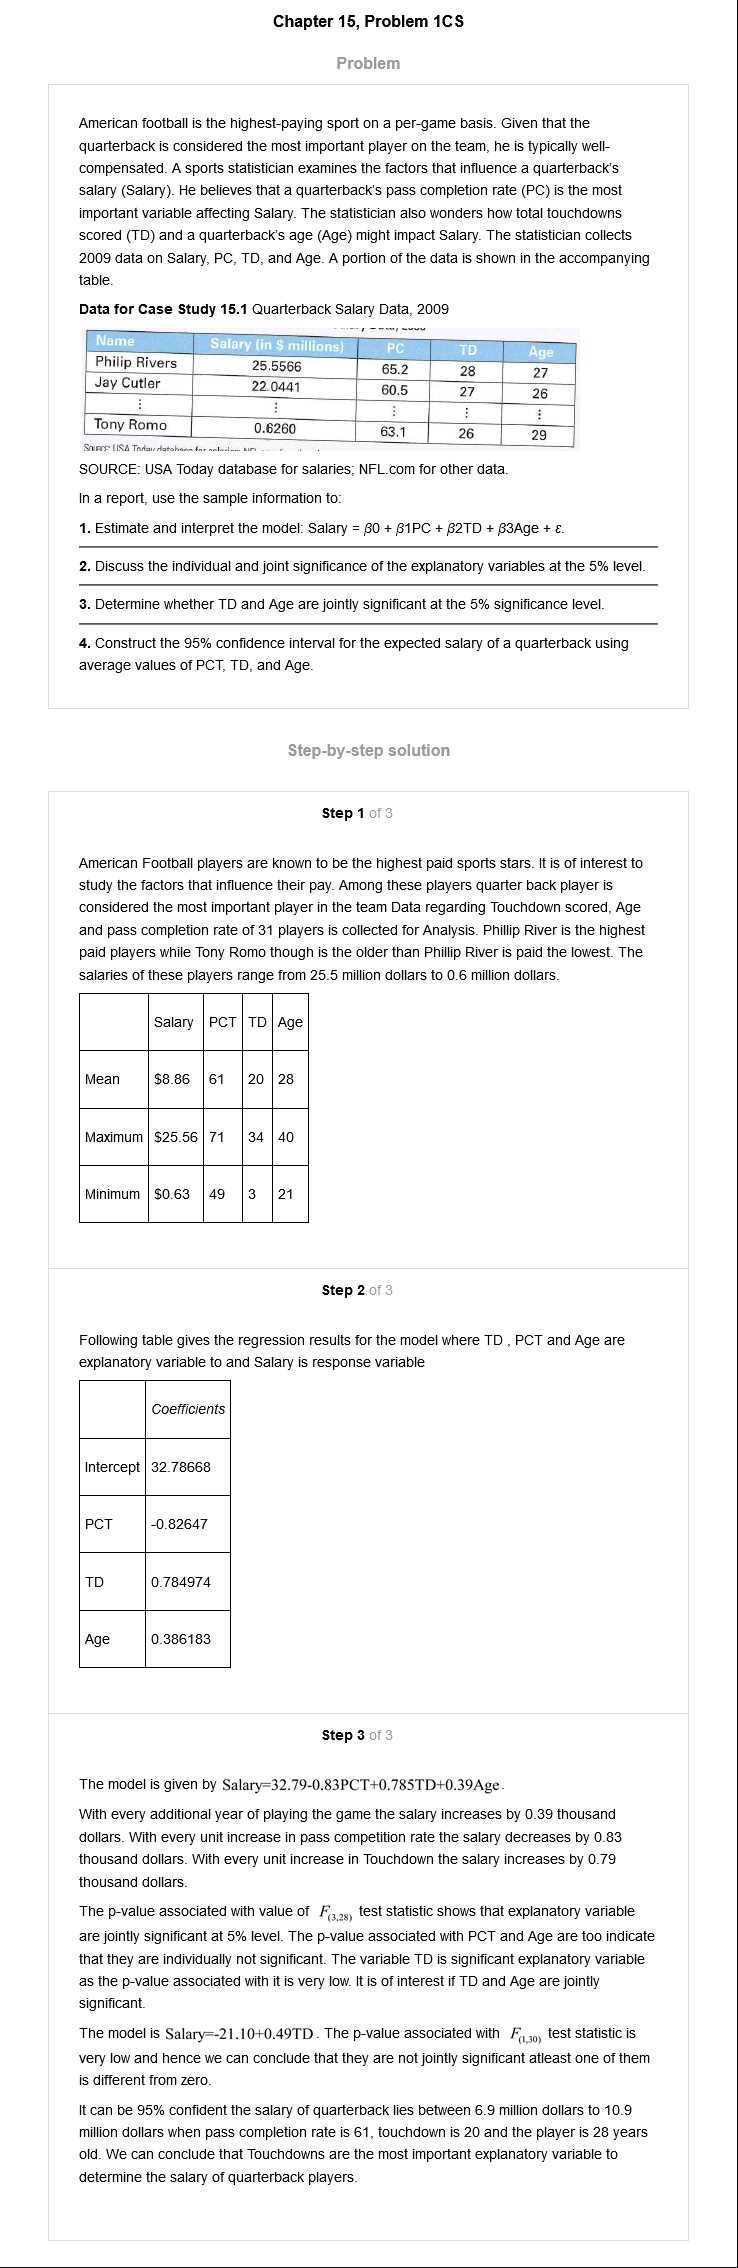 Chapter 15, Problem 1CS
Problem
American football is the highest-paying sport on a per-game basis. Given that the
quarterback is considered the most important player on the team, he is typically well-
compensated. A sports statistician examines the factors that influence a quarterback's
salary (Salary). He believes that a quarterback's pass completion rate (PC) is the most
important variable affecting Salary. The statistician also wonders how total touchdowns
scored (TD) and a quarterback's age (Age) might impact Salary. The statistician collects
2009 data on Salary, PC, TD, and Age. A portion of the data is shown in the accompanying
table.
Data for Case Study 15.1 Quarterback Salary Data, 2009
Name Salary (in $ millions) PC TD Age
Philip Rivers 25.5566 65.2 28 27
Jay Cutler 22.0441 60.5 27 26
⋮ ⋮ ⋮ ⋮ ⋮
Tony Romo 0.6260 63.1 26 29
SOURCE: USA Today database for salaries; NFL.com for other data.
In a report, use the sample information to:
1. Estimate and interpret the model: Salary = β0 + β1PC + β2TD + β3Age + ε.
2. Discuss the individual and joint significance of the explanatory variables at the 5% level.
3. Determine whether TD and Age are jointly significant at the 5% significance level.
4. Construct the 95% confidence interval for the expected salary of a quarterback using
average values of PCT, TD, and Age.
Step-by-step solution
Step 1 of 3
American Football players are known to be the highest paid sports stars. It is of interest to
study the factors that influence their pay. Among these players quarter back player is
considered the most important player in the team Data regarding Touchdown scored, Age
and pass completion rate of 31 players is collected for Analysis. Phillip River is the highest
paid players while Tony Romo though is the older than Phillip River is paid the lowest. The
salaries of these players range from 25.5 million dollars to 0.6 million dollars.
Salary PCT TD Age
Mean $8.86 61 20 28
Maximum $25.56 71 34 40
Minimum $0.63 49 3 21
Step 2 of 3
Following table gives the regression results for the model where TD , PCT and Age are
explanatory variable to and Salary is response variable
Coefficients
Intercept 32.78668
PCT -0.82647
TD 0.784974
Age 0.386183
Step 3 of 3
The model is given by Salary=32.79-0.83PCT+0.785TD+0.39Age.
With every additional year of playing the game the salary increases by 0.39 thousand
dollars. With every unit increase in pass competition rate the salary decreases by 0.83
thousand dollars. With every unit increase in Touchdown the salary increases by 0.79
thousand dollars.
The p-value associated with value of F(3,28) test statistic shows that explanatory variable
are jointly significant at 5% level. The p-value associated with PCT and Age are too indicate
that they are individually not significant. The variable TD is significant explanatory variable
as the p-value associated with it is very low. It is of interest if TD and Age are jointly
significant.
The model is Salary=-21.10+0.49TD. The p-value associated with F(1,30) test statistic is
very low and hence we can conclude that they are not jointly significant atleast one of them
is different from zero.
It can be 95% confident the salary of quarterback lies between 6.9 million dollars to 10.9
million dollars when pass completion rate is 61, touchdown is 20 and the player is 28 years
old. We can conclude that Touchdowns are the most important explanatory variable to
determine the salary of quarterback players.